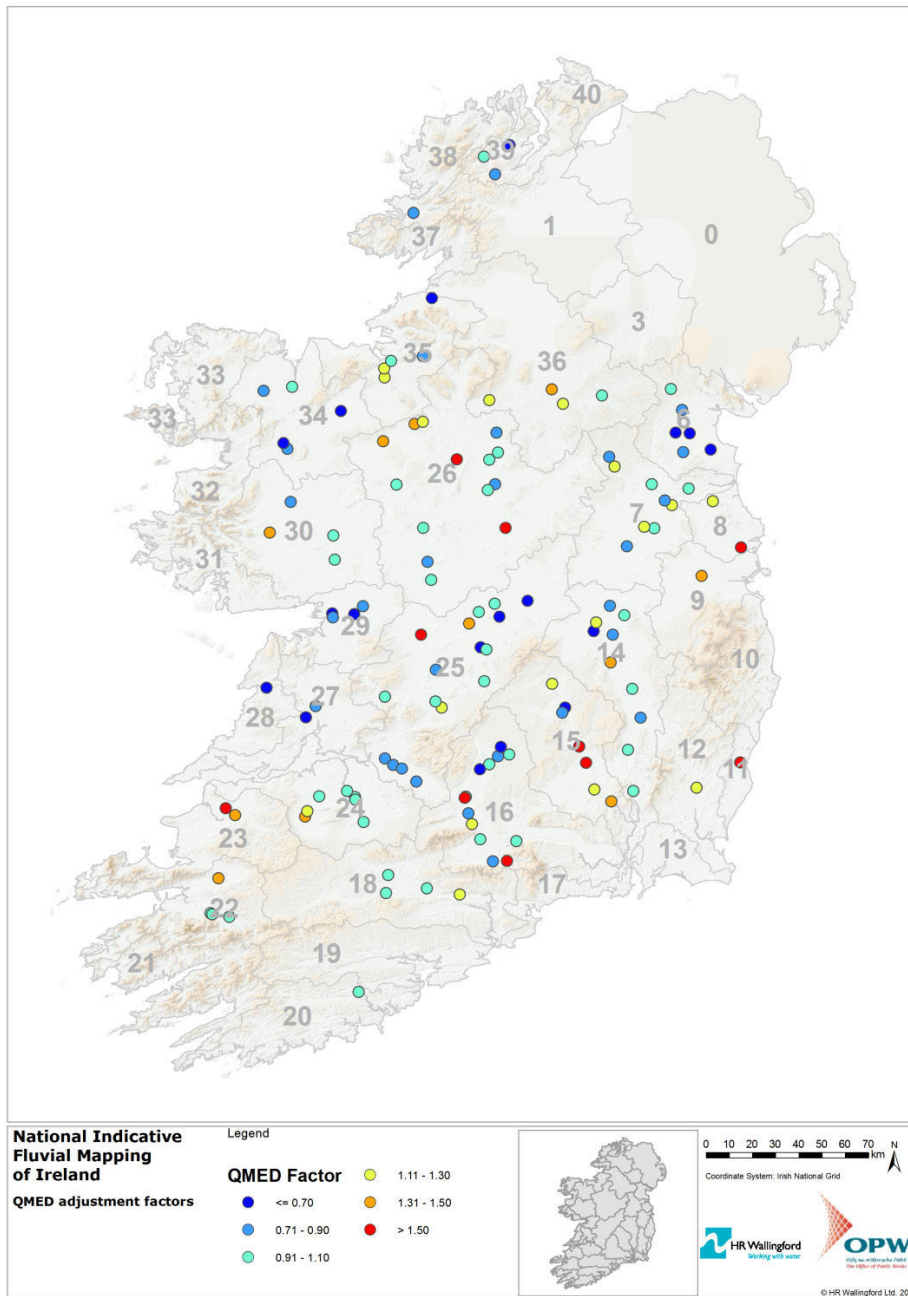 40
38
39
37
1
0
3
35
36
33
34
33
6
26
32
30
7
8
31
9
29
14
10
25
27
28
15
12
11
24
16
23
13
18
17
22
21
19
20
National Indicative
Fluvial Mapping
of Ireland
QMED adjustment factors
Legend
QMED Factor
<= 0.70
0.71 - 0.90
0.91 - 1.10
1.11 - 1.30
1.31 - 1.50
> 1.50
0 10 20 30 40 50 60 70
km
N
Coordinate System: Irish National Grid
HR Wallingford
Working with water
OPW
The Office of Public Works
© HR Wallingford Ltd. 20